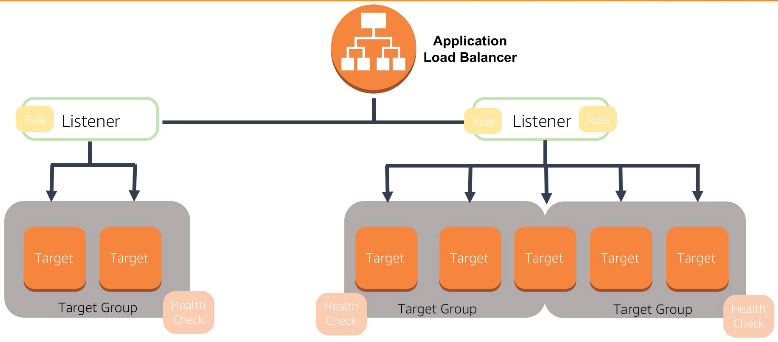 Application
Load Balancer
Rule
Listener
Rule
Listener
Rule
Target
Target
Target
Target
Target
Target
Target
Target Group
Health
Check
Health
Check
Target Group
Target Group
Health
Check